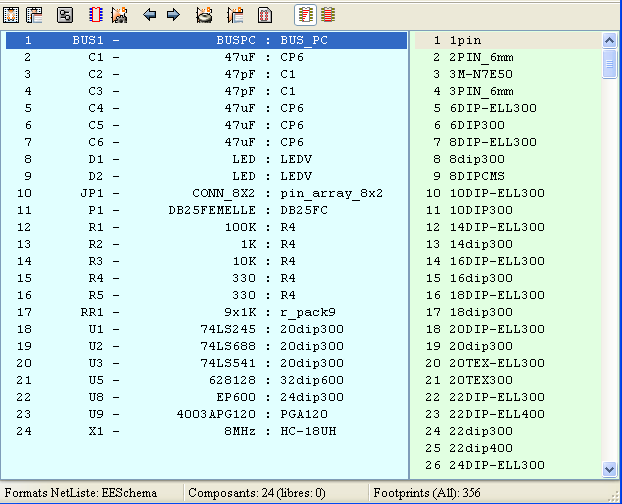 1 BUS1 - BUSPC : BUS_PC
2 C1 - 47uF : CP6
3 C2 - 47pF : C1
4 C3 - 47pF : C1
5 C4 - 47uF : CP6
6 C5 - 47uF : CP6
7 C6 - 47uF : CP6
8 D1 - LED : LEDV
9 D2 - LED : LEDV
10 JP1 - CONN_8X2 : pin_array_8x2
11 P1 - DB25FEMELLE : DB25FC
12 R1 - 100K : R4
13 R2 - 1K : R4
14 R3 - 10K : R4
15 R4 - 330 : R4
16 R5 - 330 : R4
17 RR1 - 9x1K : r_pack9
18 U1 - 74LS245 : 20dip300
19 U2 - 74LS688 : 20dip300
20 U3 - 74LS541 : 20dip300
21 U5 - 628128 : 32dip600
22 U8 - EP600 : 24dip300
23 U9 - 4003APG120 : PGA120
24 X1 - 8MHz : HC-18UH
1 1pin
2 2PIN_6mm
3 3M-N7E50
4 3PIN_6mm
5 6DIP-ELL300
6 6DIP300
7 8DIP-ELL300
8 8dip300
9 8DIPCMS
10 10DIP-ELL300
11 10DIP300
12 14DIP-ELL300
13 14dip300
14 16DIP-ELL300
15 16dip300
16 18DIP-ELL300
17 18dip300
18 20DIP-ELL300
19 20dip300
20 20TEX-ELL300
21 20TEX300
22 22DIP-ELL300
23 22DIP-ELL400
24 22dip300
25 22dip400
26 24DIP-ELL300
Formats NetListe: EESchema
Composants: 24 (libres: 0)
Footprints (All): 356